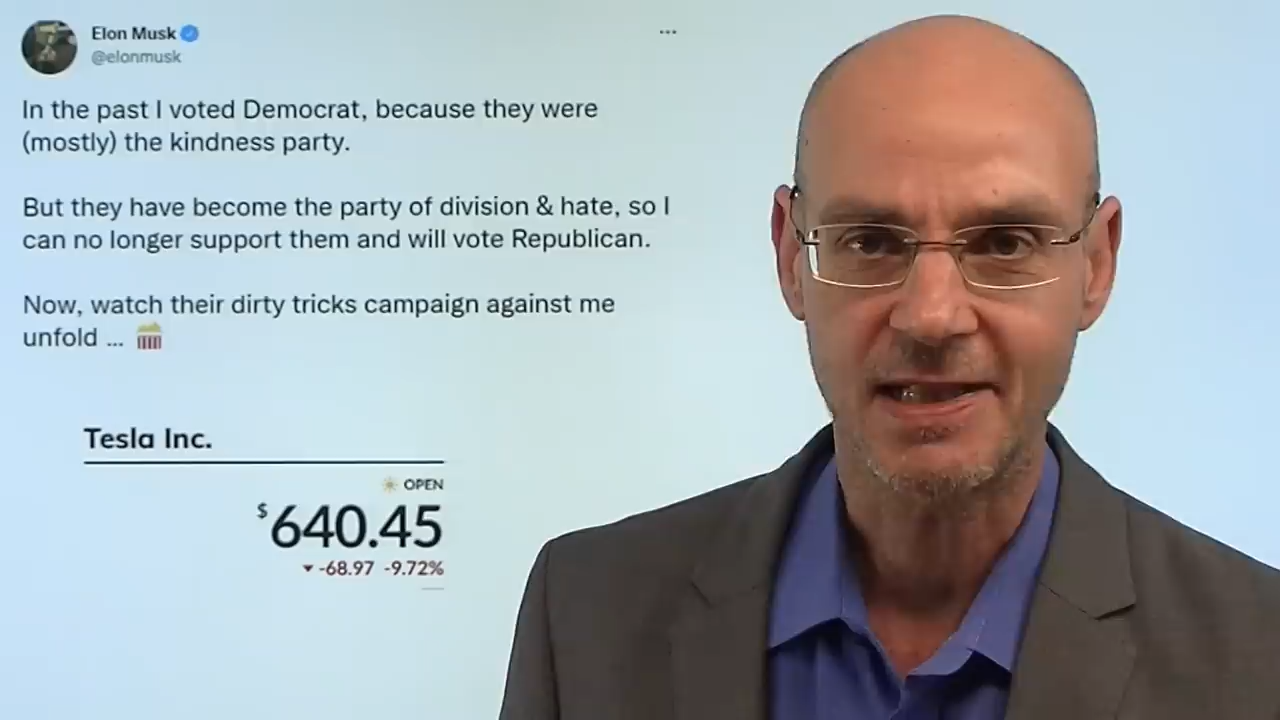 Elon Musk
@elonmusk
In the past I voted Democrat, because they were
(mostly) the kindness party.
But they have become the party of division & hate, so I
can no longer support them and will vote Republican.
Now, watch their dirty tricks campaign against me
unfold ... 🍿
Tesla Inc.
OPEN
$640.45
-68.97 -9.72%